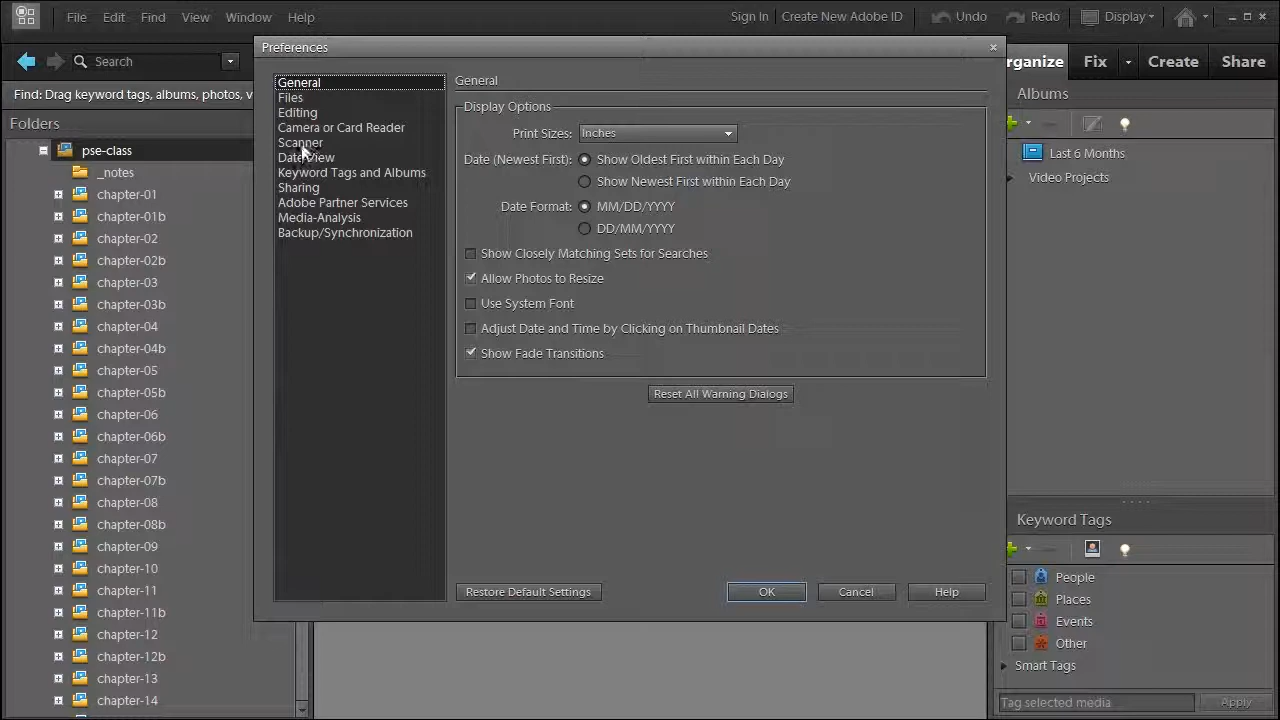 File Edit Find View Window Help Sign In Create New Adobe ID Undo Redo Display
Search
rganize Fix Create Share
Find: Drag keyword tags, albums, photos, v
Folders
pse-class
_notes
chapter-01
chapter-01b
chapter-02
chapter-02b
chapter-03
chapter-03b
chapter-04
chapter-04b
chapter-05
chapter-05b
chapter-06
chapter-06b
chapter-07
chapter-07b
chapter-08
chapter-08b
chapter-09
chapter-10
chapter-11
chapter-11b
chapter-12
chapter-12b
chapter-13
chapter-14
Preferences
General
Files
Editing
Camera or Card Reader
Scanner
Date View
Keyword Tags and Albums
Sharing
Adobe Partner Services
Media-Analysis
Backup/Synchronization
General
Display Options
Print Sizes: Inches
Date (Newest First): Show Oldest First within Each Day
Show Newest First within Each Day
Date Format: MM/DD/YYYY
DD/MM/YYYY
Show Closely Matching Sets for Searches
Allow Photos to Resize
Use System Font
Adjust Date and Time by Clicking on Thumbnail Dates
Show Fade Transitions
Reset All Warning Dialogs
Restore Default Settings OK Cancel Help
Albums
Last 6 Months
Video Projects
Keyword Tags
People
Places
Events
Other
Smart Tags
Tag selected media Apply